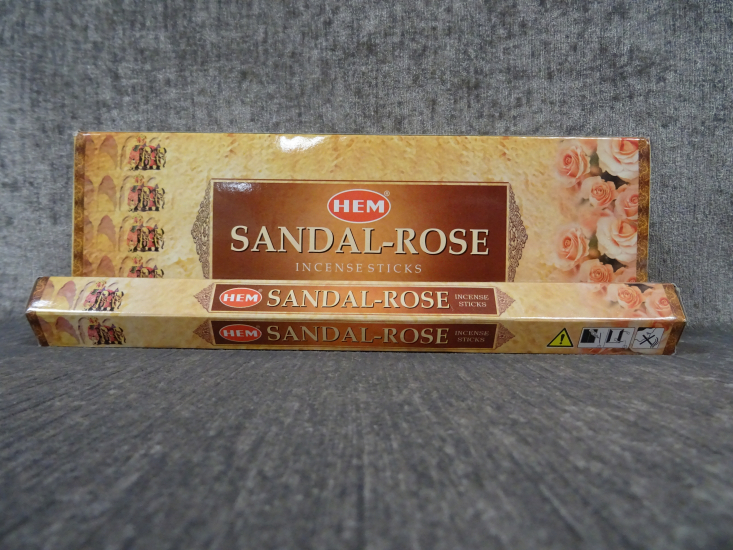 HEM®
SANDAL-ROSE
INCENSE STICKS
HEM SANDAL-ROSE INCENSE
STICKS
HEM SANDAL-ROSE INCENSE
STICKS